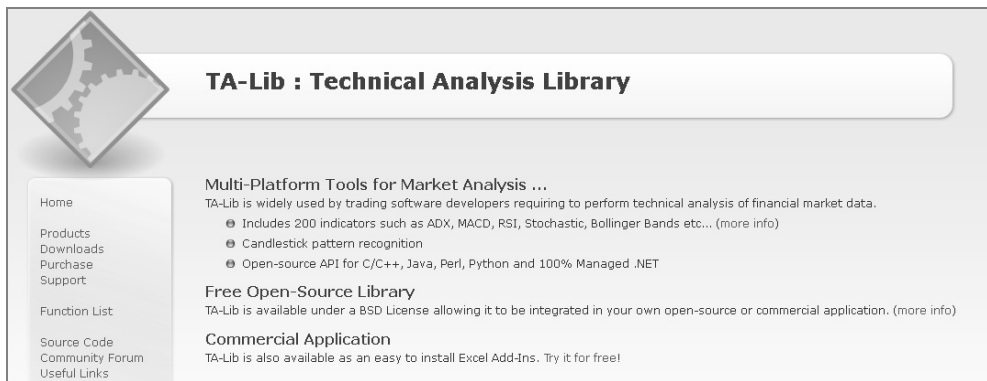 TA-Lib : Technical Analysis Library
Home
Products
Downloads
Purchase
Support
Function List
Source Code
Community Forum
Useful Links
Multi-Platform Tools for Market Analysis ...
TA-Lib is widely used by trading software developers requiring to perform technical analysis of financial market data.
Includes 200 indicators such as ADX, MACD, RSI, Stochastic, Bollinger Bands etc... (more info)
Candlestick pattern recognition
Open-source API for C/C++, Java, Perl, Python and 100% Managed .NET
Free Open-Source Library
TA-Lib is available under a BSD License allowing it to be integrated in your own open-source or commercial application. (more info)
Commercial Application
TA-Lib is also available as an easy to install Excel Add-Ins. Try it for free!